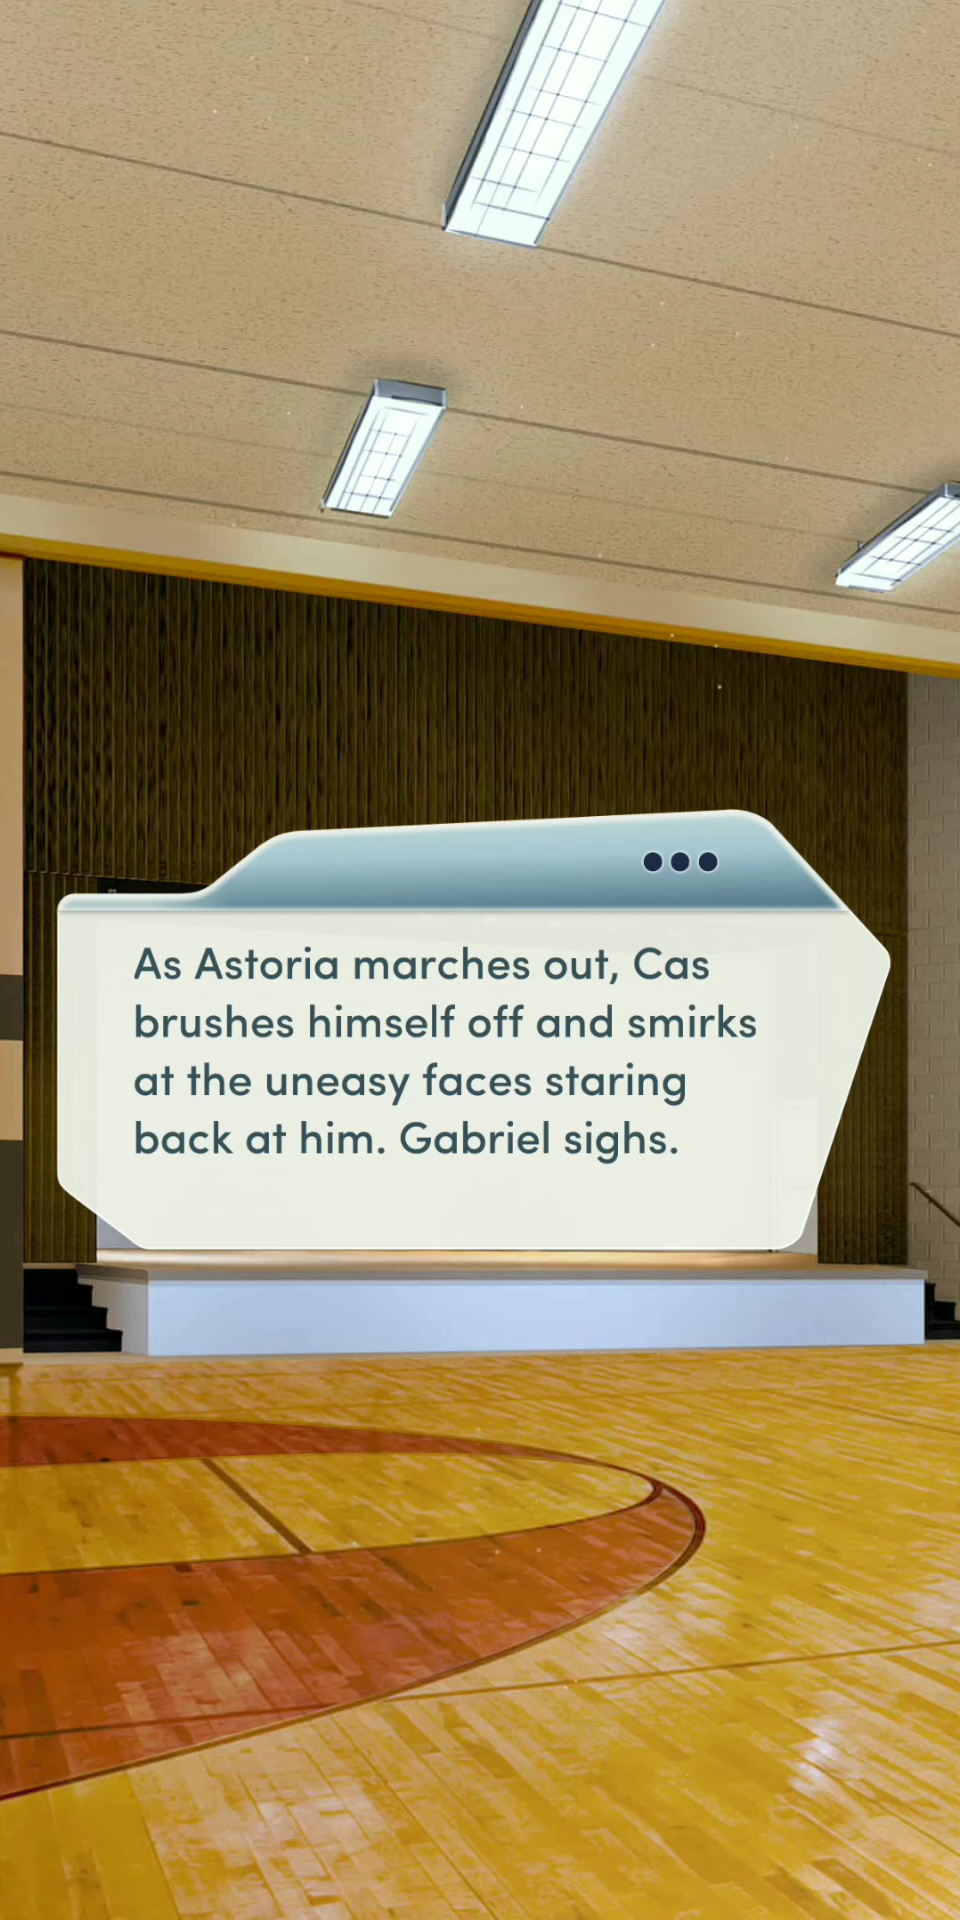 As Astoria marches out, Cas
brushes himself off and smirks
at the uneasy faces staring
back at him. Gabriel sighs.